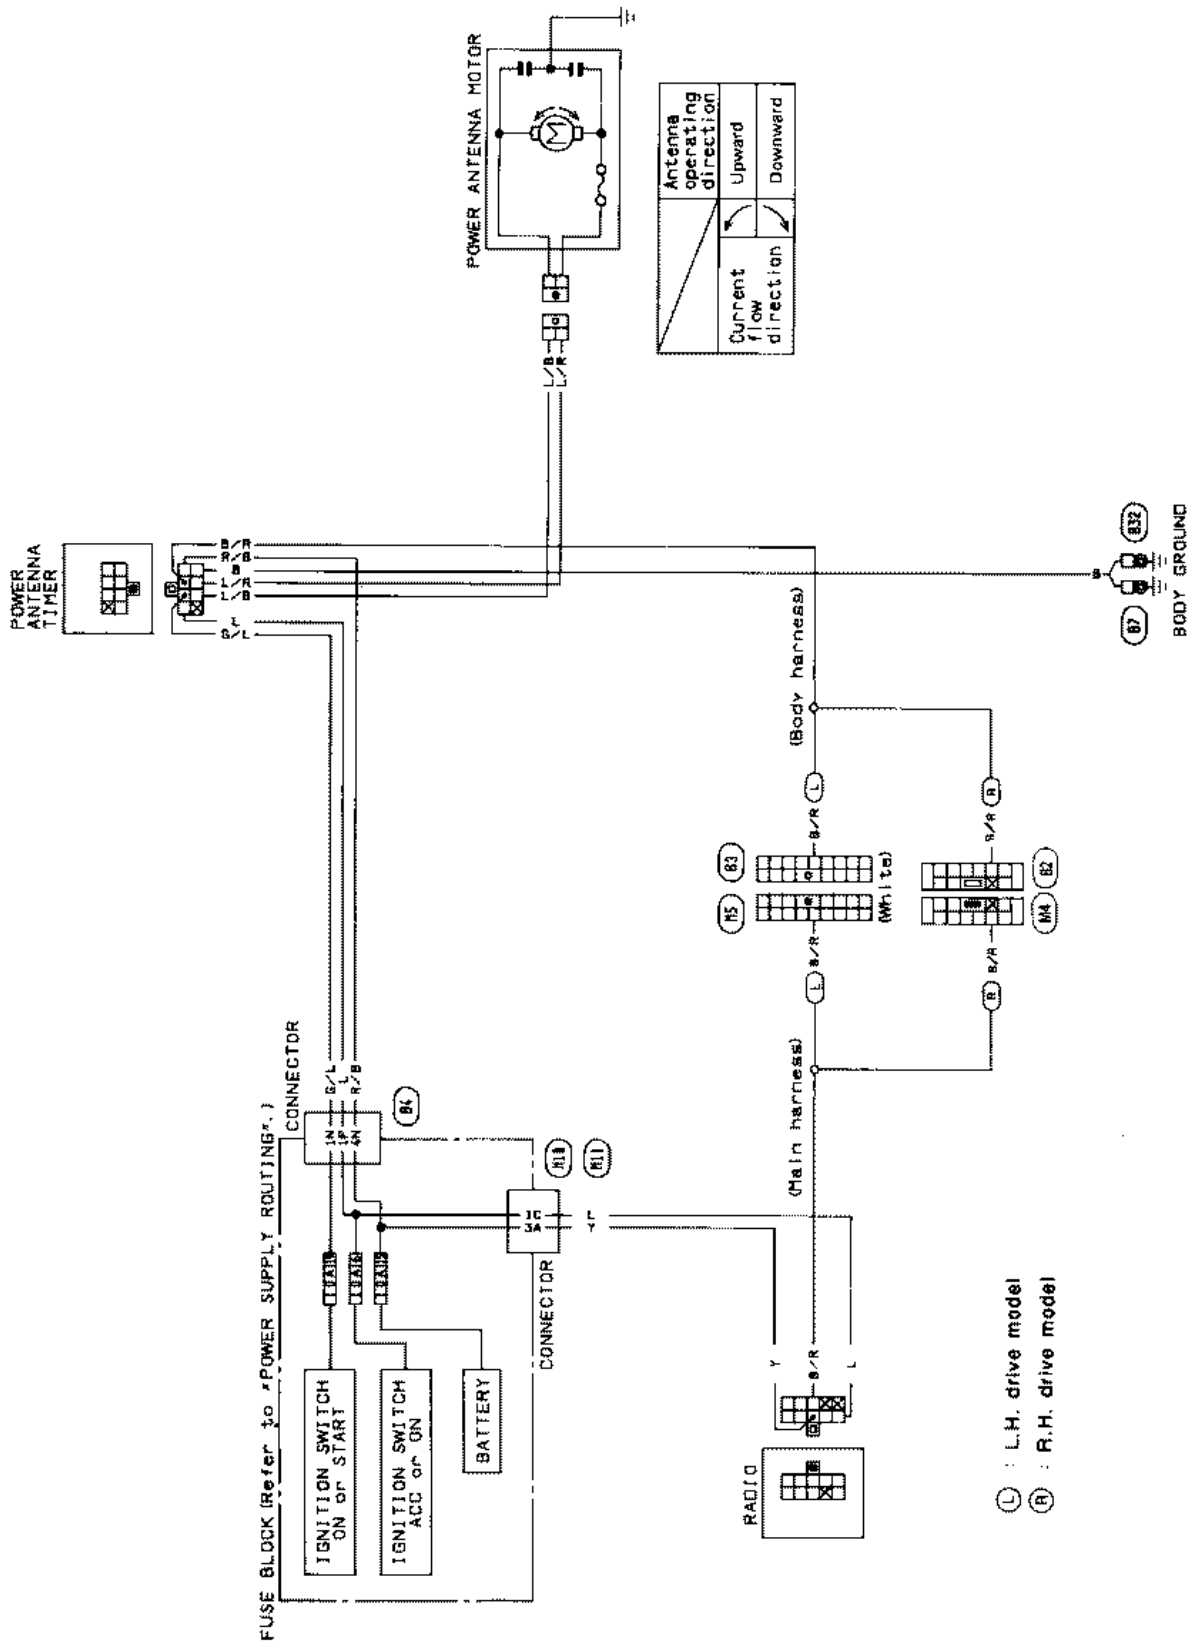 POWER ANTENNA MOTOR
Antenna
operating
direction
Upward
Downward
Current
flow
direction
L/B
L/R
POWER
ANTENNA
TIMER
B/R
R/B
B
L/R
L/B
L
G/L
B
B32
B7
BODY GROUND
(Body harness)
L
R
B/R
B/R
B3
M5
(White)
B2
M4
B/R
B/R
L
R
(Main harness)
CONNECTOR
G/L
L
R/B
1N
1P
4N
B4
FUSE BLOCK (Refer to "POWER SUPPLY ROUTING".)
M10
M11
1C
3A
L
Y
CONNECTOR
IGNITION SWITCH
ON or START
IGNITION SWITCH
ACC or ON
BATTERY
Y
B/R
L
RADIO
L : L.H. drive model
R : R.H. drive model
M